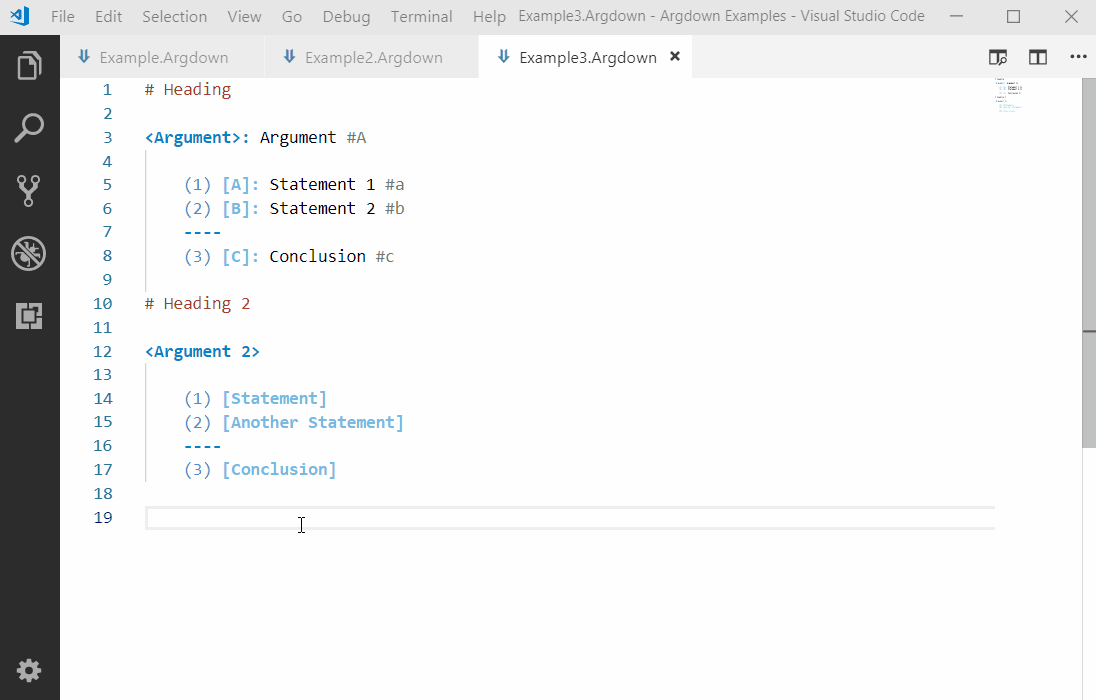 File Edit Selection View Go Debug Terminal Help Example3.Argdown - Argdown Examples - Visual Studio Code
Example.Argdown Example2.Argdown Example3.Argdown
1 # Heading
2
3 <Argument>: Argument #A
4
5 (1) [A]: Statement 1 #a
6 (2) [B]: Statement 2 #b
7 ----
8 (3) [C]: Conclusion #c
9
10 # Heading 2
11
12 <Argument 2>
13
14 (1) [Statement]
15 (2) [Another Statement]
16 ----
17 (3) [Conclusion]
18
19